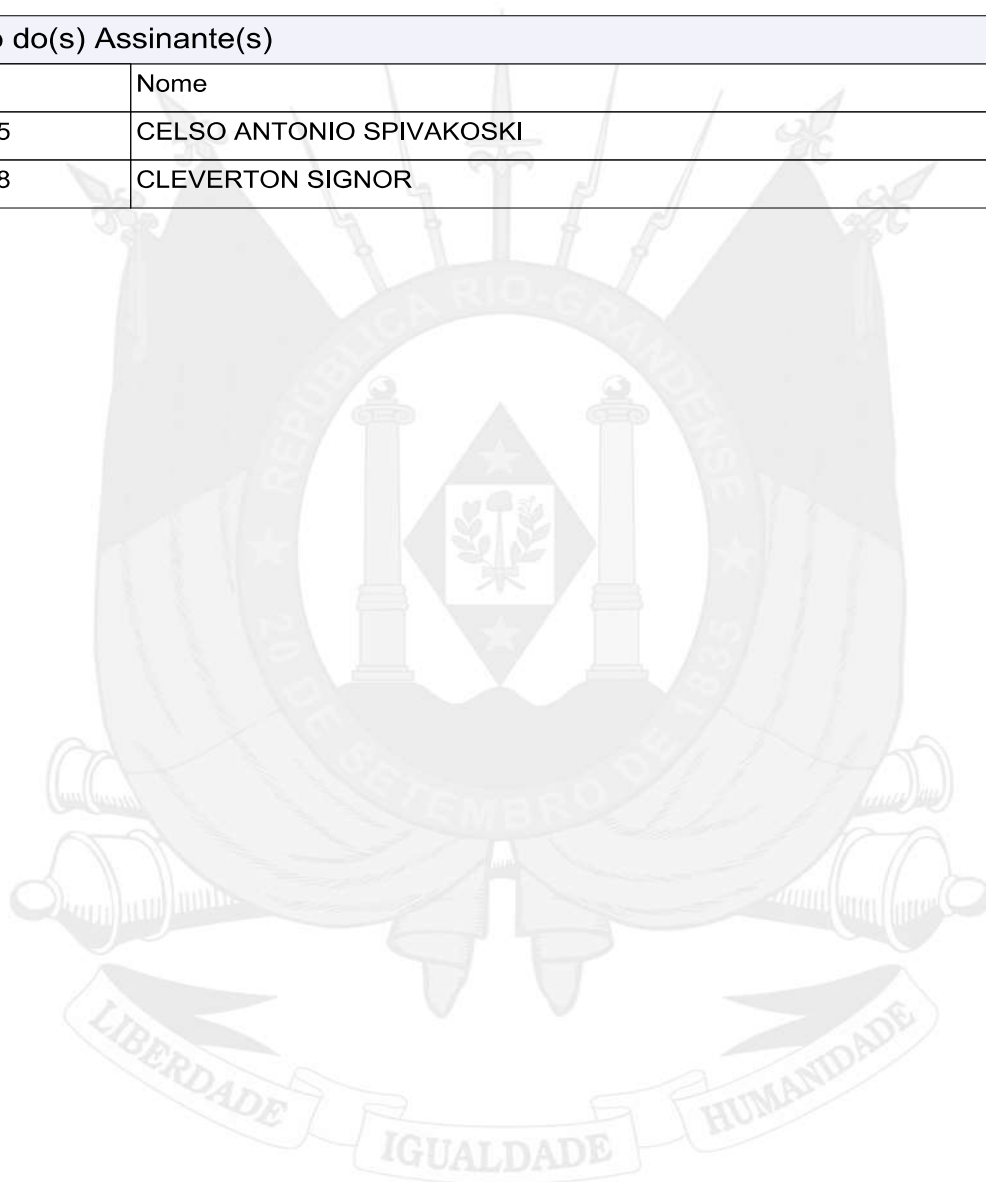 o do(s) Assinante(s)
Nome
5 CELSO ANTONIO SPIVAKOSKI
8 CLEVERTON SIGNOR
REPUBLICA RIO-GRANDENSE
20 DE SETEMBRO DE 1835
LIBERDADE IGUALDADE HUMANIDADE